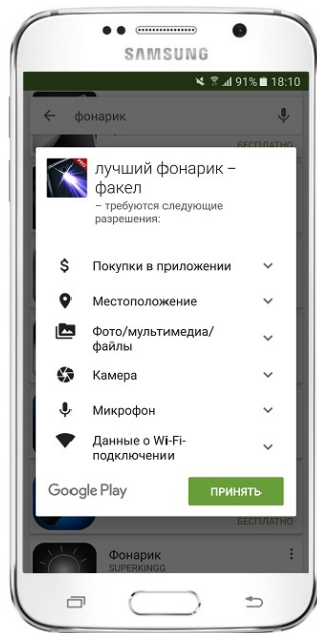 SAMSUNG
91% 18:10
фонарик
БЕСПЛАТНО
PRO
лучший фонарик –
факел
– требуются следующие
разрешения:
$ Покупки в приложении
Местоположение
Фото/мультимедиа/
файлы
Камера
Микрофон
Данные о Wi-Fi-
подключении
Google Play
ПРИНЯТЬ
БЕСПЛАТНО
Фонарик
SUPERKINGG